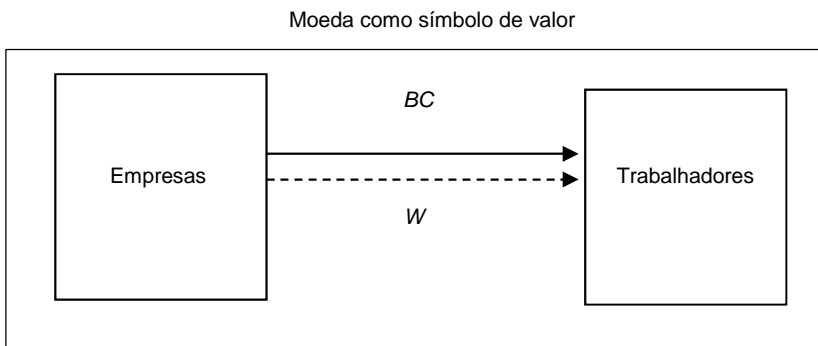 Moeda como símbolo de valor
BC
Empresas
Trabalhadores
W